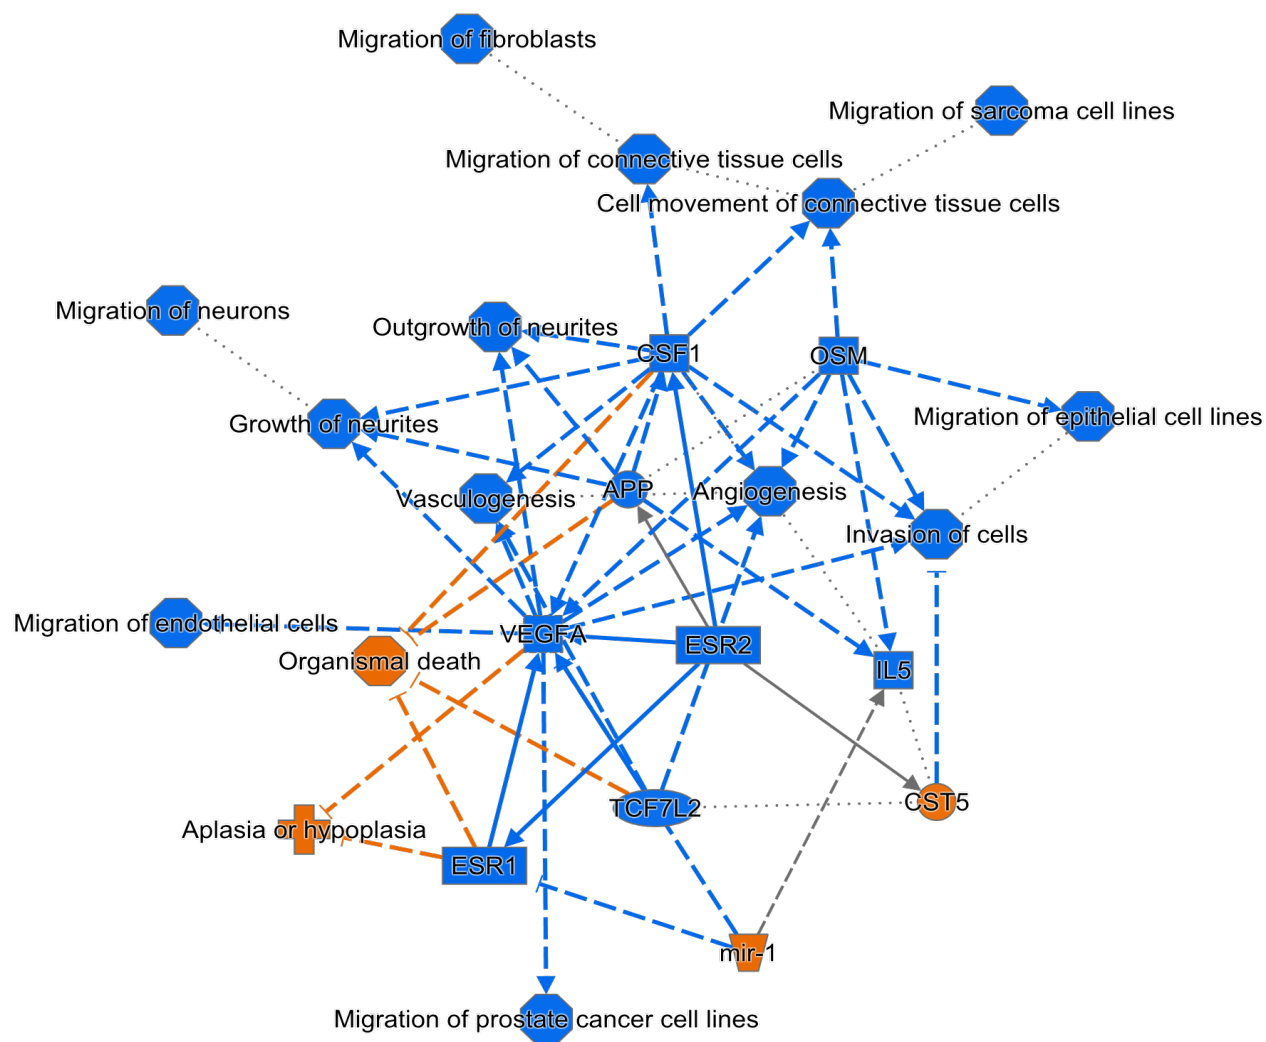 Migration of fibroblasts
Migration of sarcoma cell lines
Migration of connective tissue cells
Cell movement of connective tissue cells
Migration of neurons
Outgrowth of neurites
CSF1
OSM
Growth of neurites
Migration of epithelial cell lines
Vasculogenesis
APP
Angiogenesis
Invasion of cells
Migration of endothelial cells
VEGFA
ESR2
Organismal death
IL5
Aplasia or hypoplasia
TCF7L2
CST5
ESR1
mir-1
Migration of prostate cancer cell lines